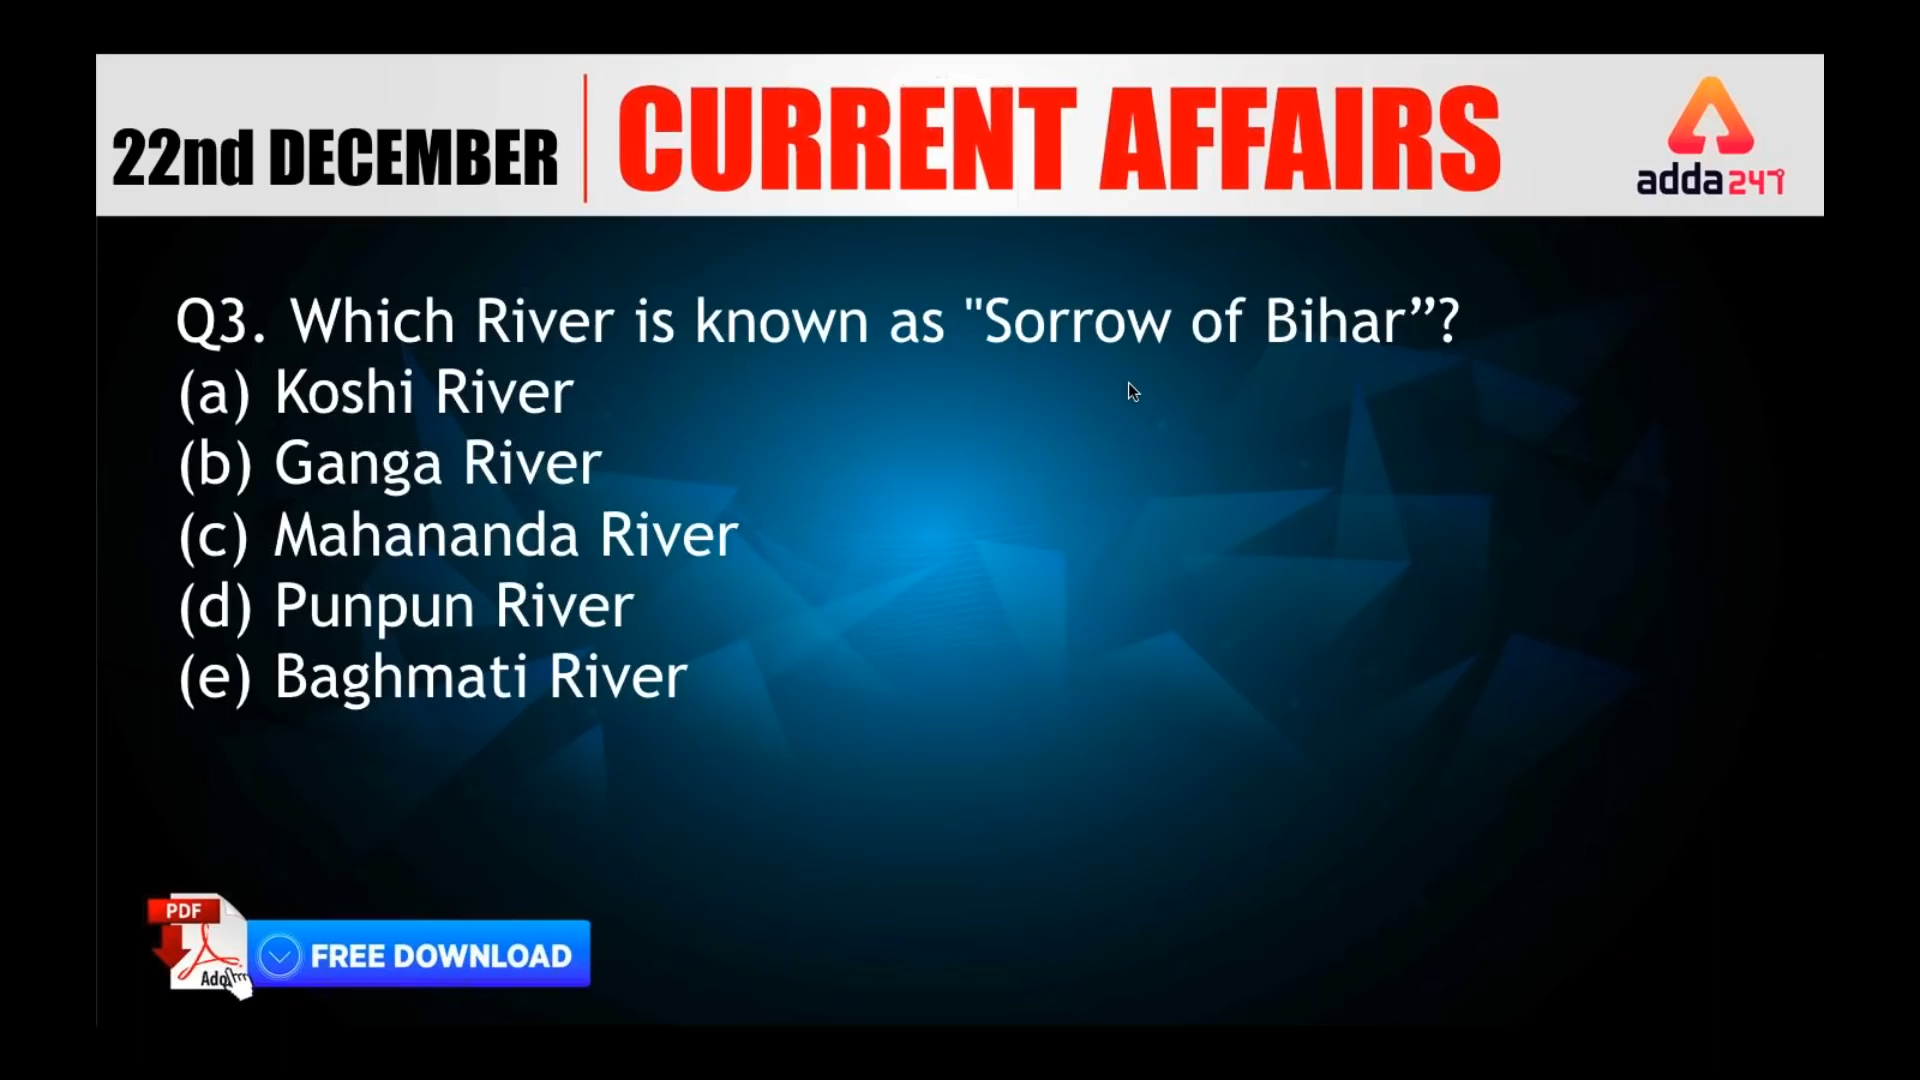 22nd DECEMBER
CURRENT AFFAIRS
adda247
Q3. Which River is known as "Sorrow of Bihar”?
(a) Koshi River
(b) Ganga River
(c) Mahananda River
(d) Punpun River
(e) Baghmati River
PDF
FREE DOWNLOAD